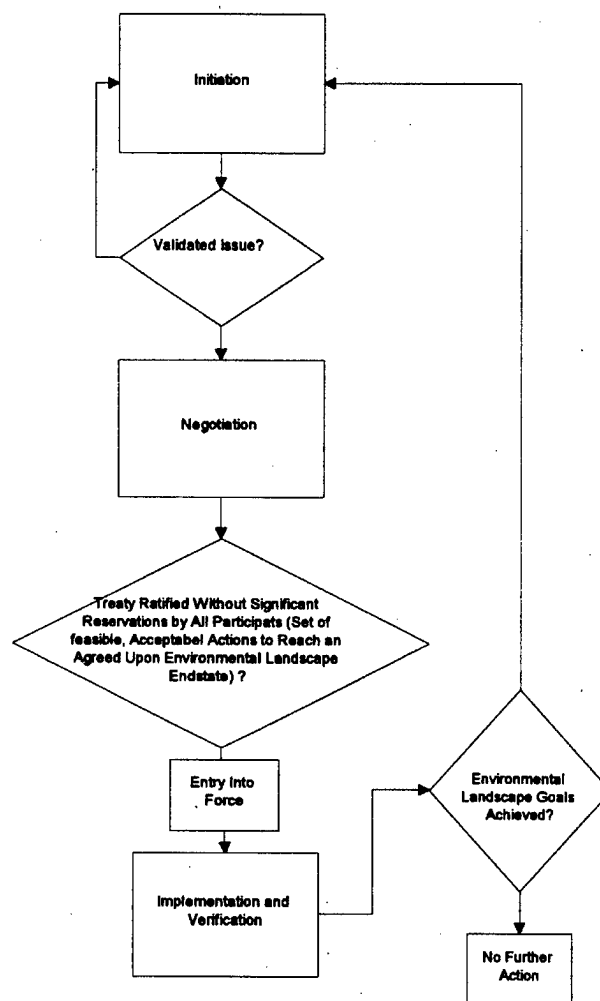 Initiation
Validated Issue?
Negotiation
Treaty Ratified Without Significant
Reservations by All Participats (Set of
feasible, Acceptabel Actions to Reach an
Agreed Upon Environmental Landscape
Endstate) ?
Entry Into
Force
Implementation and
Verification
Environmental
Landscape Goals
Achieved?
No Further
Action